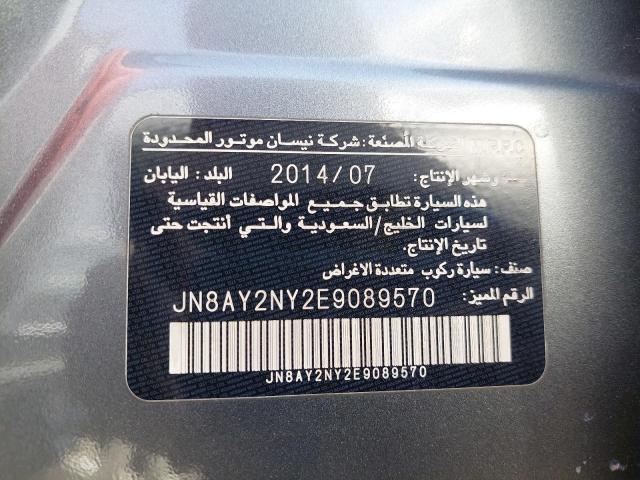 المصنعة : شركة نيسان موتور المحدودة
وشهر الإنتاج : 2014/07 البلد : اليابان
هذه السيارة تطابق جميع المواصفات القياسية
لسيارات الخليج/السعودية والتي أنتجت حتى
تاريخ الإنتاج.
صنف : سيارة ركوب متعددة الاغراض
الرقم المميز : JN8AY2NY2E9089570
JN8AY2NY2E9089570